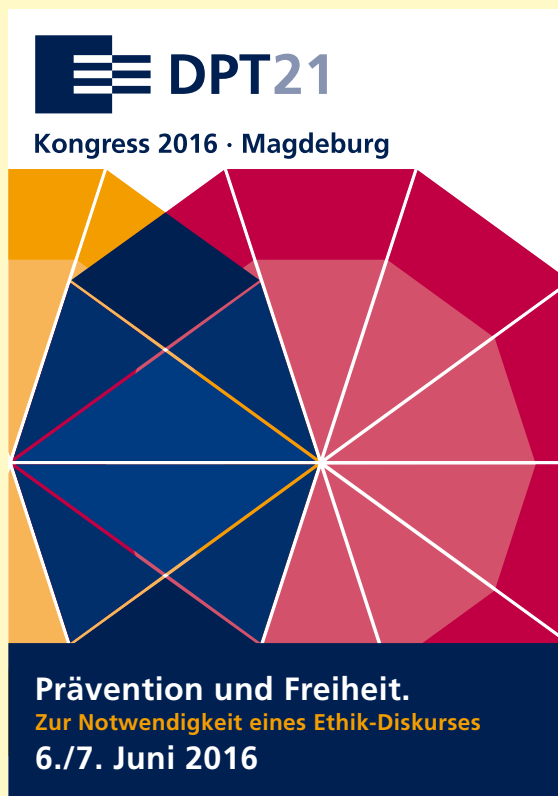 DPT21
Kongress 2016 · Magdeburg
Prävention und Freiheit.
Zur Notwendigkeit eines Ethik-Diskurses
6./7. Juni 2016